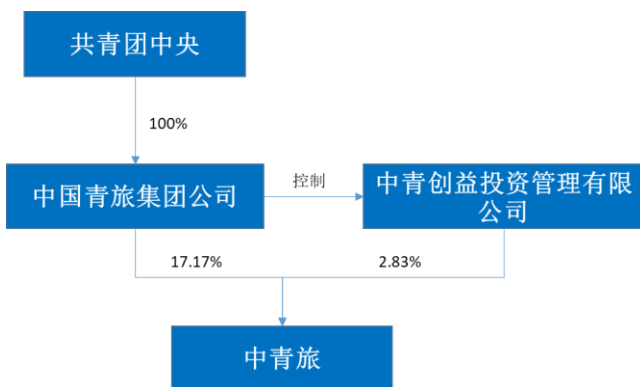 共青团中央
100%
中国青旅集团公司
控制
中青创益投资管理有限
公司
17.17%
2.83%
中青旅